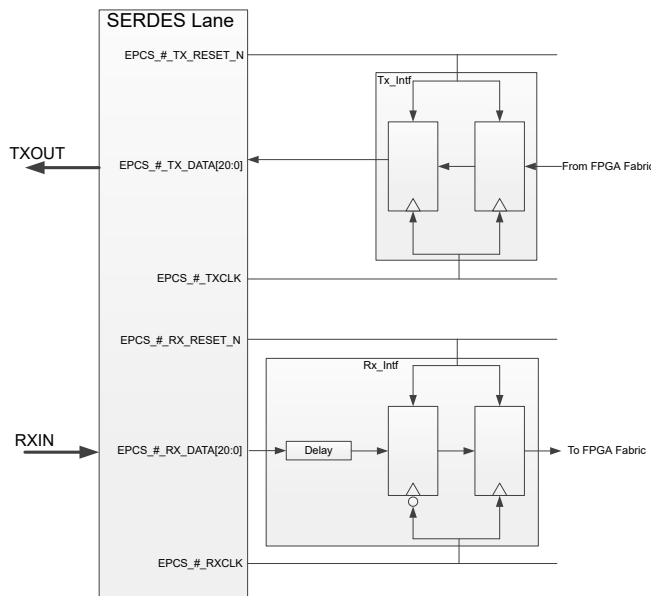 SERDES Lane
EPCS_#_TX_RESET_N
Tx_Intf
TXOUT
EPCS_#_TX_DATA[20:0]
From FPGA Fabric
EPCS_#_TXCLK
EPCS_#_RX_RESET_N
Rx_Intf
RXIN
EPCS_#_RX_DATA[20:0]
Delay
To FPGA Fabric
EPCS_#_RXCLK